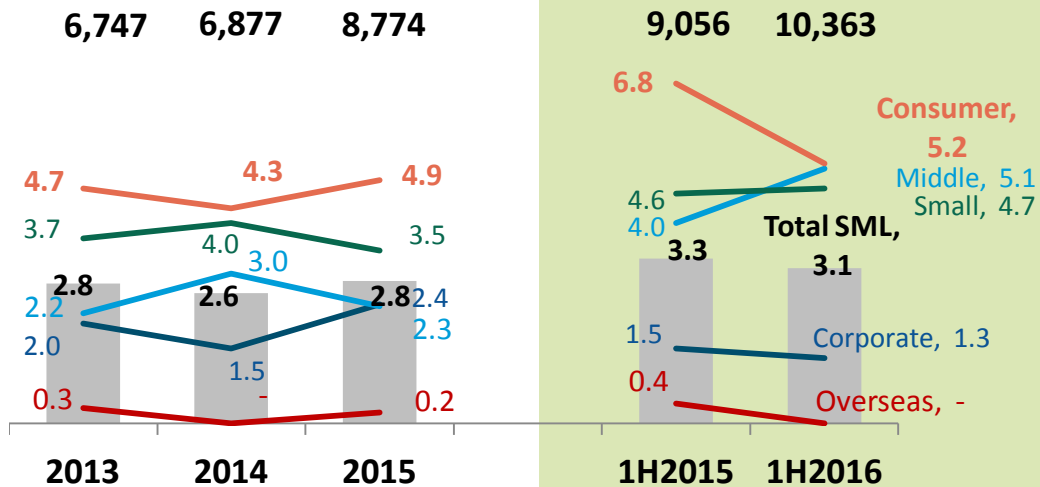 6,747 6,877 8,774 9,056 10,363
6.8
Consumer,
5.2
4.7 4.3 4.9
Middle, 5.1
4.6 Small, 4.7
3.7 4.0 3.5
4.0
Total SML,
3.3 3.1
3.0
2.8 2.6 2.8 2.4
2.2 2.3
2.0 1.5
1.5 Corporate, 1.3
0.4
0.3 - 0.2 Overseas, -
2013 2014 2015 1H2015 1H2016